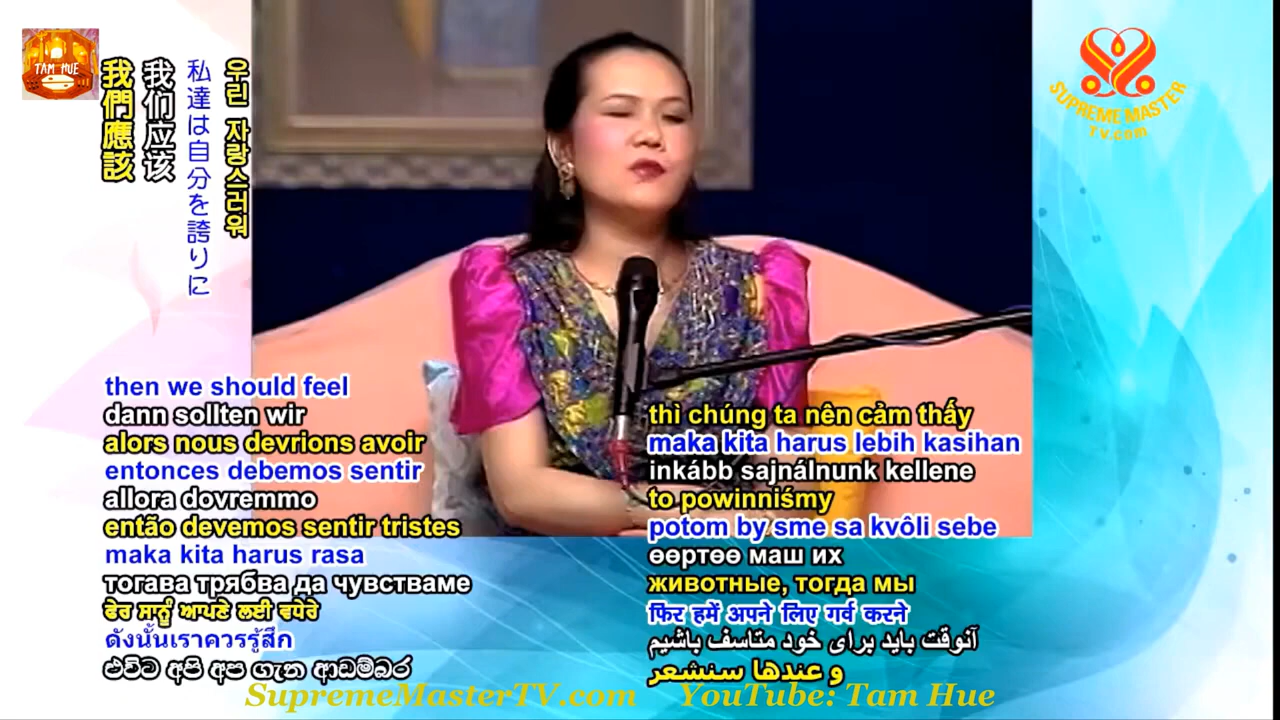 TAM HUE
我們應該
我们应该
私達は自分を誇りに
우린 자랑스러워
SUPREME MASTER
TV.com
then we should feel
dann sollten wir
alors nous devrions avoir
entonces debemos sentir
allora dovremmo
então devemos sentir tristes
maka kita harus rasa
тогава трябва да чувстваме
ਫੇਰ ਸਾਨੂੰ ਆਪਣੇ ਲਈ ਵਧੇਰੇ
ดังนั้นเราควรรู้สึก
එවිට අපි අප ගැන ආඩම්බර
thì chúng ta nên cảm thấy
maka kita harus lebih kasihan
inkább sajnálnunk kellene
to powinniśmy
potom by sme sa kvôli sebe
өөртөө маш их
животные, тогда мы
फिर हमें अपने लिए गर्व करने
آنوقت باید برای خود متاسف باشیم
و عندها سنشعر
SupremeMasterTV.com
YouTube: Tam Hue